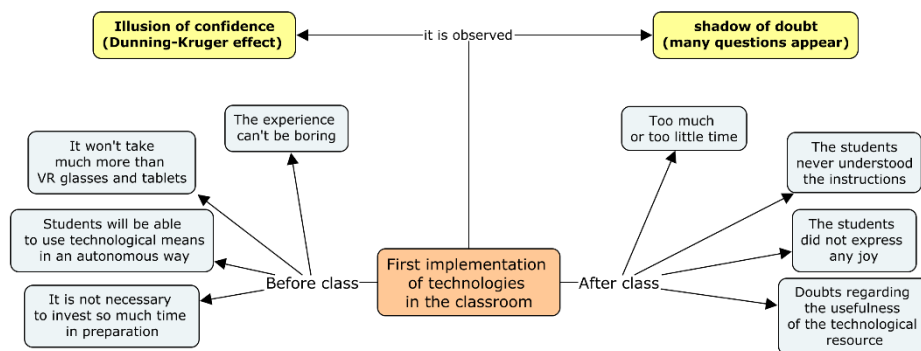 Illusion of confidence
(Dunning-Kruger effect)
it is observed
shadow of doubt
(many questions appear)
The experience
can't be boring
Too much
or too little time
It won't take
much more than
VR glasses and tablets
The students
never understood
the instructions
Students will be able
to use technological means
in an autonomous way
The students
did not express
any joy
Before class
First implementation
of technologies
in the classroom
After class
It is not necessary
to invest so much time
in preparation
Doubts regarding
the usefulness
of the technological
resource